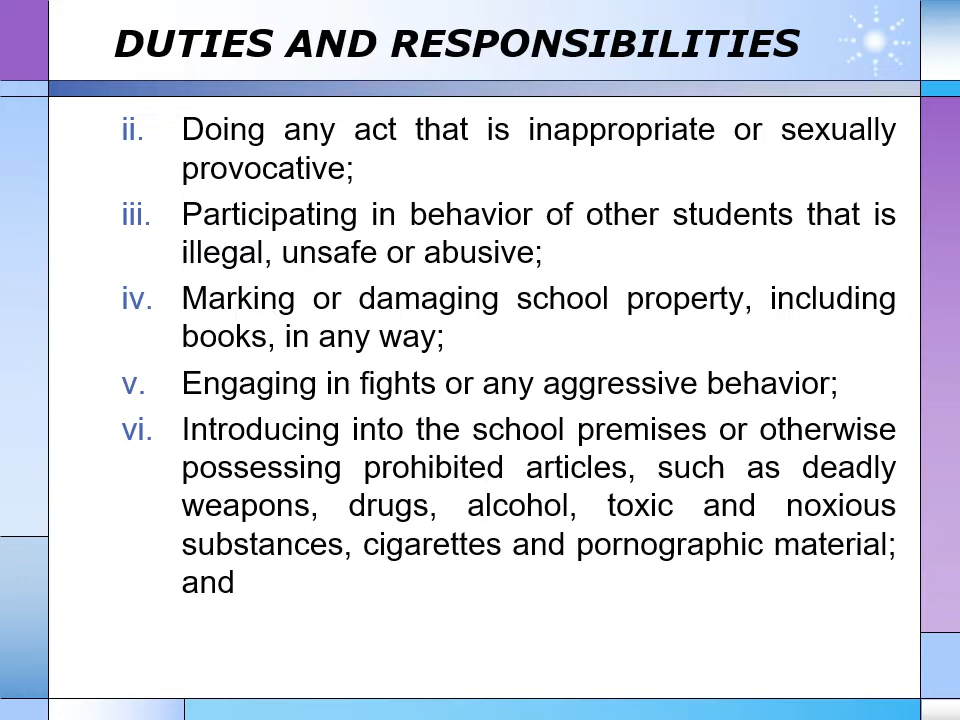 DUTIES AND RESPONSIBILITIES
ii. Doing any act that is inappropriate or sexually
provocative;
iii. Participating in behavior of other students that is
illegal, unsafe or abusive;
iv. Marking or damaging school property, including
books, in any way;
v. Engaging in fights or any aggressive behavior;
vi. Introducing into the school premises or otherwise
possessing prohibited articles, such as deadly
weapons, drugs, alcohol, toxic and noxious
substances, cigarettes and pornographic material;
and